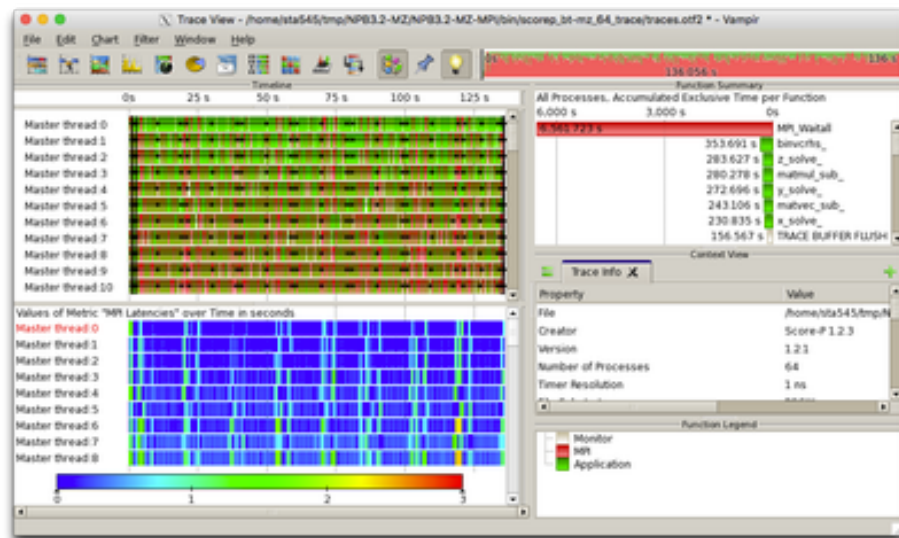 Trace View - /home/sta545/tmp/NPB3.2-MZ/NPB3.2-MZ-MPI/bin/scorep_bt-mz_64_trace/traces.otf2 * - Vampir
File Edit Chart Filter Window Help
0s 136 s
136.056 s
Timeline
0s 25 s 50 s 75 s 100 s 125 s
Master thread:0
Master thread:1
Master thread:2
Master thread:3
Master thread:4
Master thread:5
Master thread:6
Master thread:7
Master thread:8
Master thread:9
Master thread:10
Values of Metric "MPI Latencies" over Time in seconds
Master thread:0
Master thread:1
Master thread:2
Master thread:3
Master thread:4
Master thread:5
Master thread:6
Master thread:7
Master thread:8
0 1 2 3
Function Summary
All Processes, Accumulated Exclusive Time per Function
6,000 s 3,000 s 0s
6,561.723 s MPI_Waitall
353.691 s binvcrhs_
283.627 s z_solve_
280.278 s matmul_sub_
272.696 s y_solve_
243.106 s matvec_sub_
230.835 s x_solve_
156.567 s TRACE BUFFER FLUSH
Context View
Trace Info
Property Value
File /home/sta545/tmp/N
Creator Score-P 1.2.3
Version 1.2.1
Number of Processes 64
Timer Resolution 1 ns
Function Legend
Monitor
MPI
Application